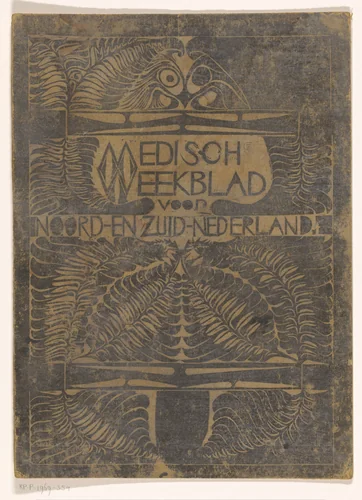 MEDISCH
WEEKBLAD
VOOR
NOORD-EN ZUID-NEDERLAND.